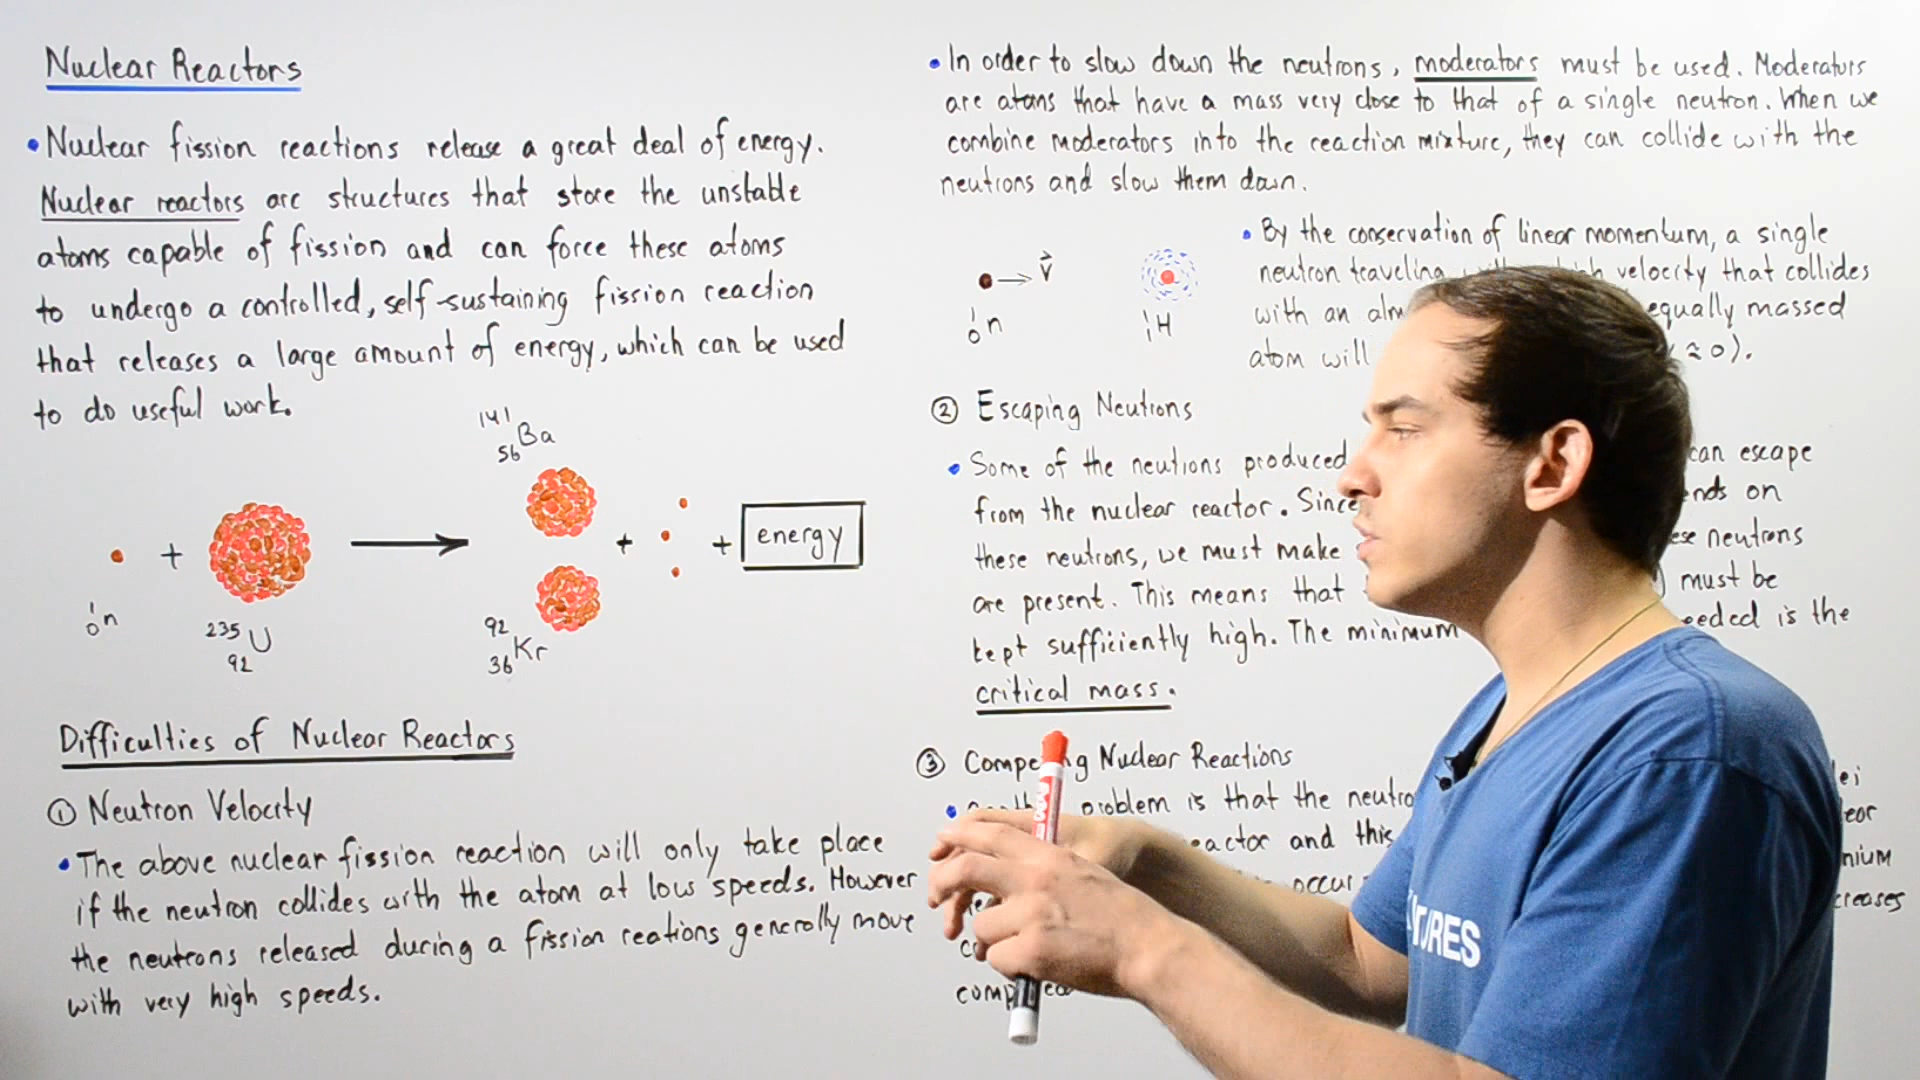 Nuclear Reactors
• Nuclear fission reactions release a great deal of energy.
Nuclear reactors are structures that store the unstable
atoms capable of fission and can force these atoms
to undergo a controlled, self-sustaining fission reaction
that releases a large amount of energy, which can be used
to do useful work.
141
56 Ba
+
+
+ energy
1
0 n
235
92 U
92
36 Kr
Difficulties of Nuclear Reactors
① Neutron Velocity
• The above nuclear fission reaction will only take place
if the neutron collides with the atom at low speeds. However
the neutrons released during a fission reations generally move
with very high speeds.
• In order to slow down the neutrons, moderators must be used. Moderators
are atoms that have a mass very close to that of a single neutron. When we
combine moderators into the reaction mixture, they can collide with the
neutrons and slow them down.
v
1
0 n
1
1 H
• By the conservation of linear momentum, a single
neutron traveling velocity that collides
with an equally massed
atom will ≈ 0).
② Escaping Neutrons
• Some of the neutrons produced can escape
from the nuclear reactor. Since on
these neutrons, we must make neutrons
are present. This means that must be
kept sufficiently high. The minimum is the
critical mass.
③ Nuclear Reactions
• problem is that the
and this
occur
URES